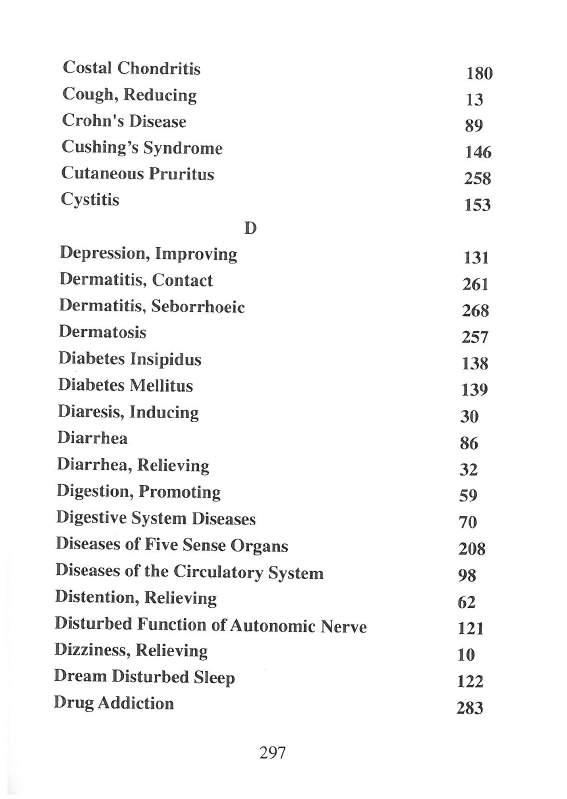 Costal Chondritis 180
Cough, Reducing 13
Crohn's Disease 89
Cushing's Syndrome 146
Cutaneous Pruritus 258
Cystitis 153
D
Depression, Improving 131
Dermatitis, Contact 261
Dermatitis, Seborrhoeic 268
Dermatosis 257
Diabetes Insipidus 138
Diabetes Mellitus 139
Diaresis, Inducing 30
Diarrhea 86
Diarrhea, Relieving 32
Digestion, Promoting 59
Digestive System Diseases 70
Diseases of Five Sense Organs 208
Diseases of the Circulatory System 98
Distention, Relieving 62
Disturbed Function of Autonomic Nerve 121
Dizziness, Relieving 10
Dream Disturbed Sleep 122
Drug Addiction 283
297